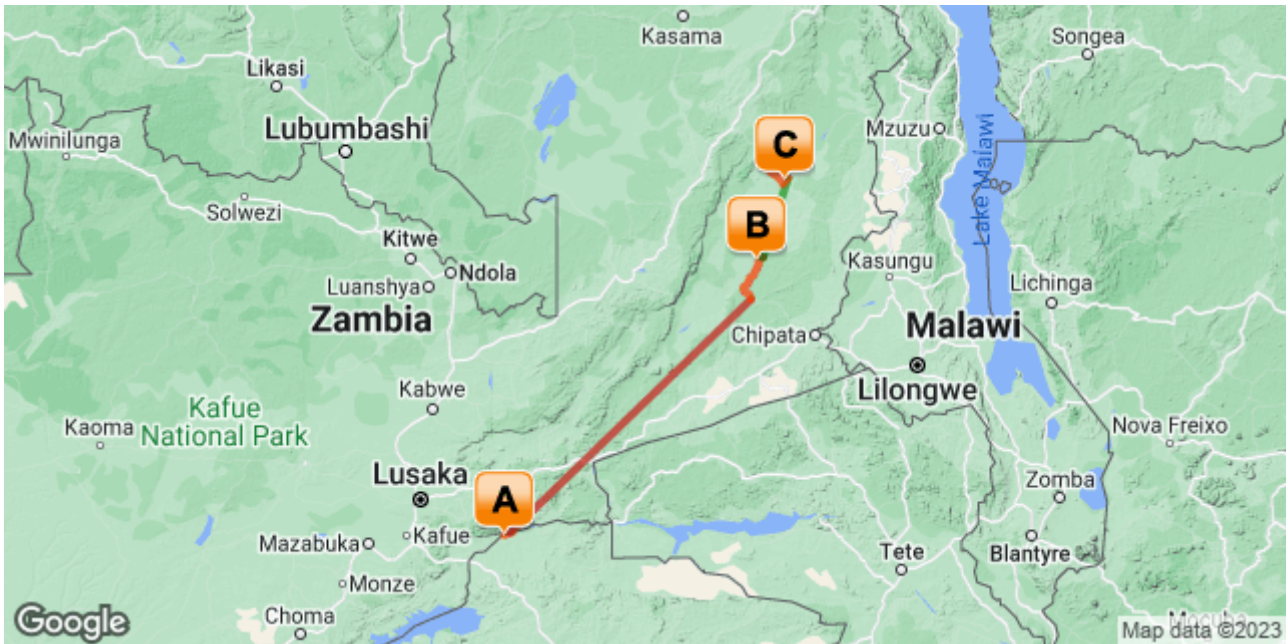 Kasama
Songea
Likasi
Mwinilunga
Lubumbashi
Mzuzu
C
Lake Malawi
Solwezi
B
Kitwe
Ndola
Kasungu
Lichinga
Luanshya
Zambia
Chipata
Malawi
Lilongwe
Kabwe
Kafue
National Park
Kaoma
Nova Freixo
Lusaka
A
Zomba
Kafue
Mazabuka
Tete
Blantyre
Monze
Choma
Google
Mocuba
Map data ©2023